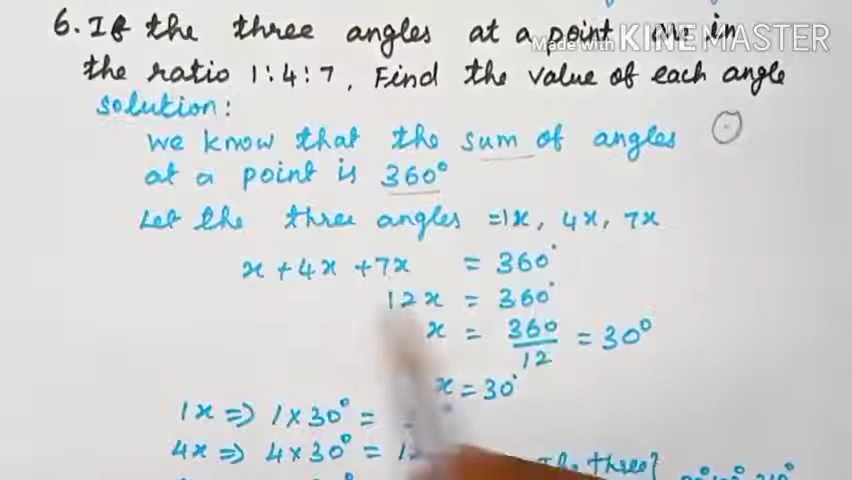 6. If the three angles at a point are in
Made with KINEMASTER
the ratio 1:4:7, Find the value of each angle
Solution:
we know that the sum of angles
at a point is 360°
Let the three angles =1x, 4x, 7x
x + 4x + 7x = 360°
12x = 360°
x = 360/12 = 30°
x = 30°
1x => 1 x 30° =
4x => 4 x 30° =
the three